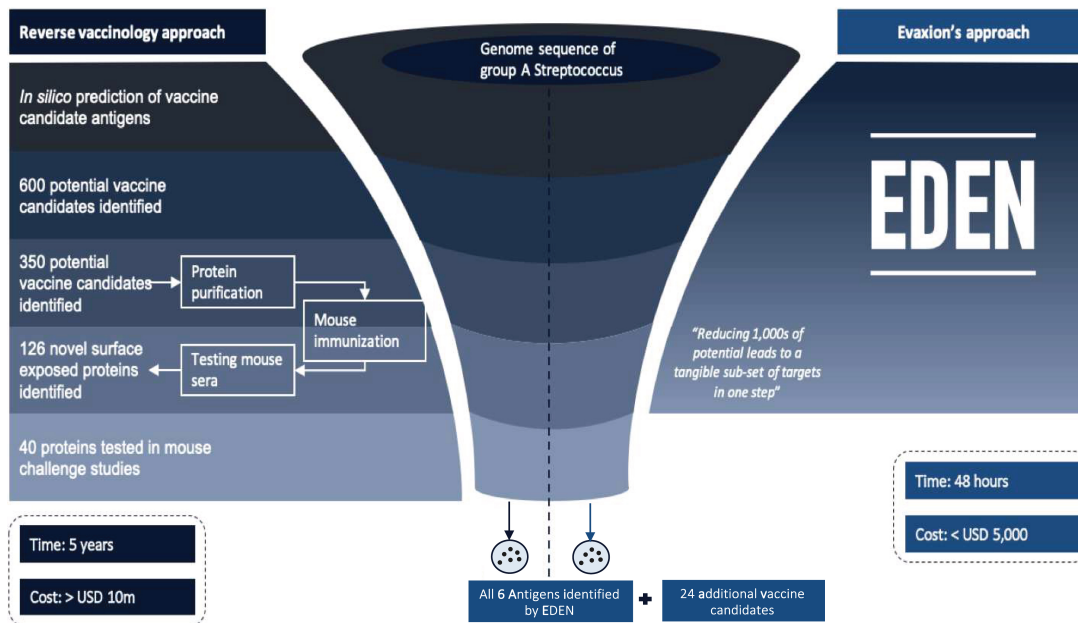 Reverse vaccinology approach
In silico prediction of vaccine
candidate antigens
600 potential vaccine
candidates identified
350 potential
vaccine candidates
identified
Protein
purification
Mouse
immunization
Testing mouse
sera
126 novel surface
exposed proteins
identified
40 proteins tested in mouse
challenge studies
Time: 5 years
Cost: > USD 10m
Genome sequence of
group A Streptococcus
Evaxion's approach
EDEN
"Reducing 1,000s of
potential leads to a
tangible sub-set of targets
in one step"
Time: 48 hours
Cost: < USD 5,000
All 6 Antigens identified
by EDEN
+
24 additional vaccine
candidates